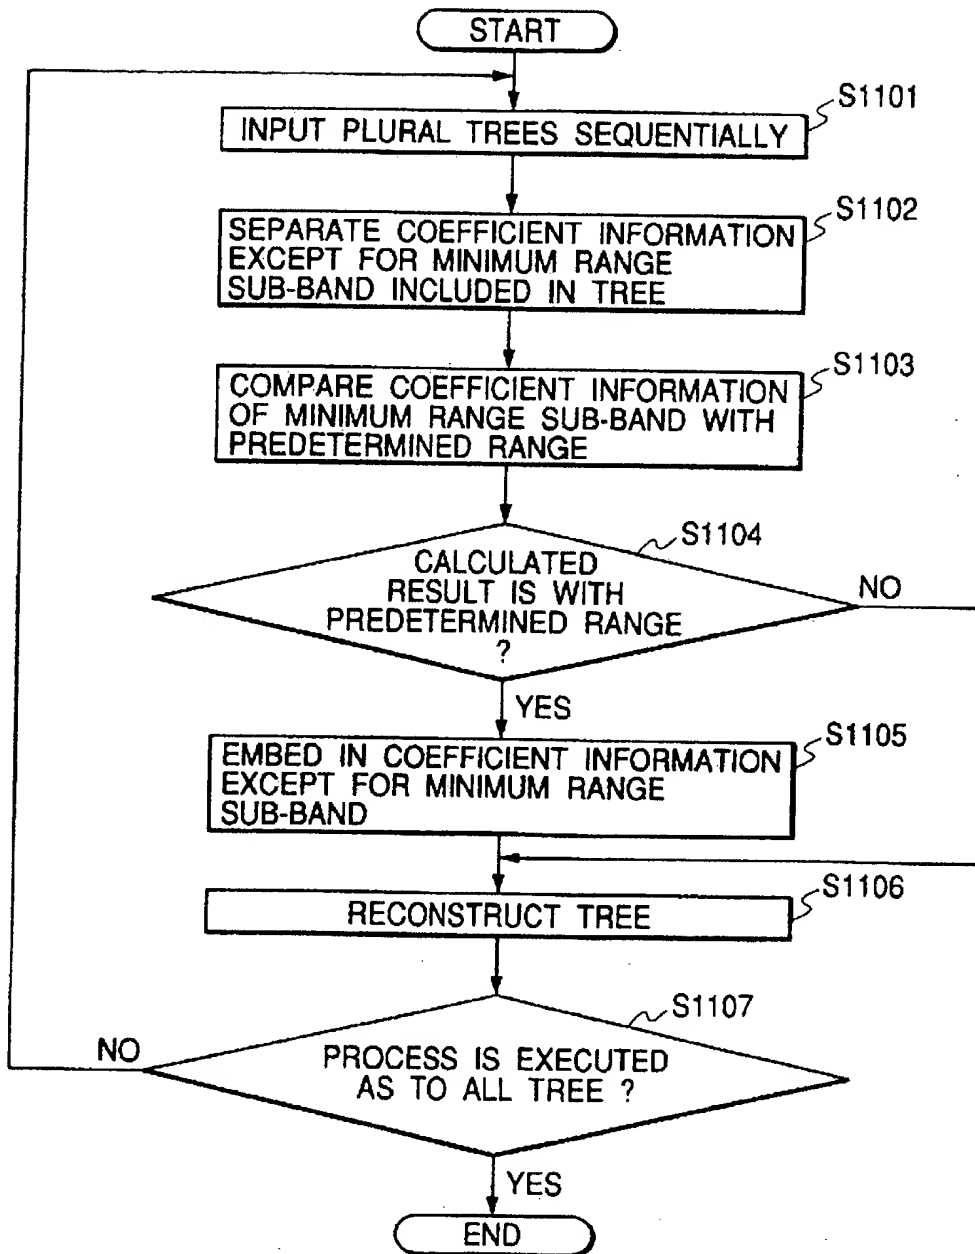 START
S1101
INPUT PLURAL TREES SEQUENTIALLY
S1102
SEPARATE COEFFICIENT INFORMATION
EXCEPT FOR MINIMUM RANGE
SUB-BAND INCLUDED IN TREE
S1103
COMPARE COEFFICIENT INFORMATION
OF MINIMUM RANGE SUB-BAND WITH
PREDETERMINED RANGE
S1104
CALCULATED
RESULT IS WITH
PREDETERMINED RANGE
?
NO
YES
S1105
EMBED IN COEFFICIENT INFORMATION
EXCEPT FOR MINIMUM RANGE
SUB-BAND
S1106
RECONSTRUCT TREE
S1107
NO
PROCESS IS EXECUTED
AS TO ALL TREE ?
YES
END